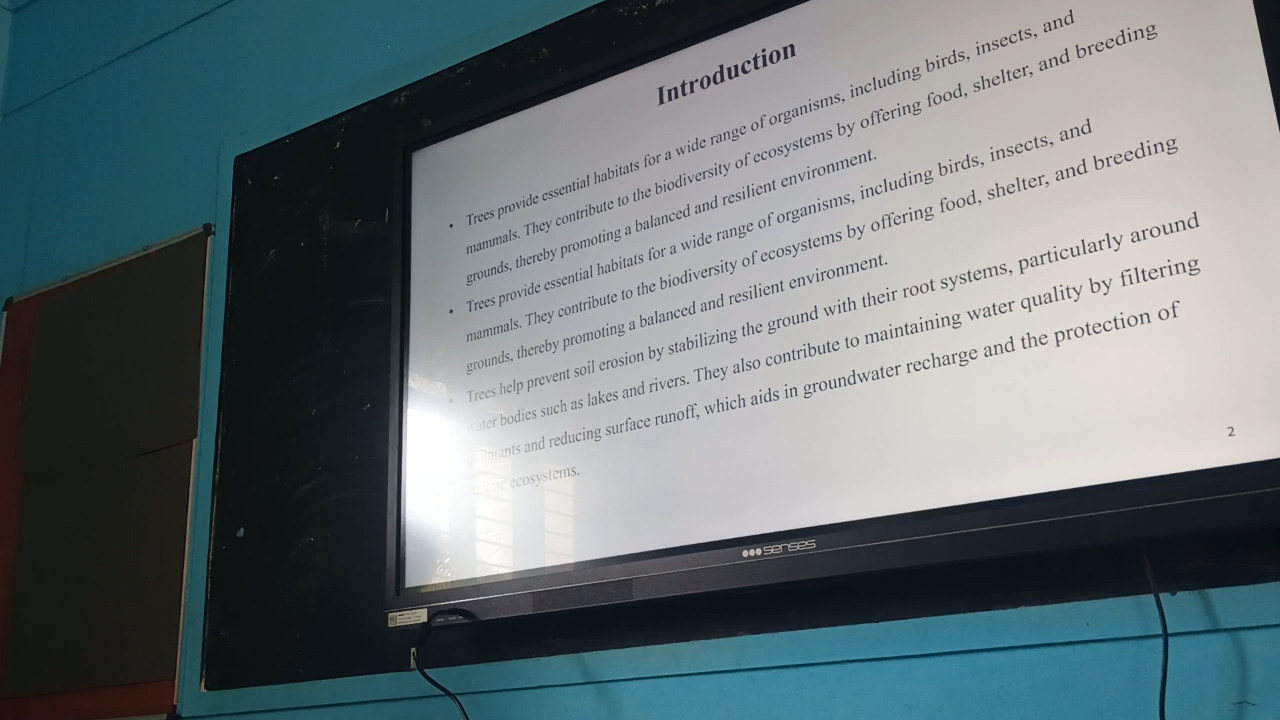 Introduction
• Trees provide essential habitats for a wide range of organisms, including birds, insects, and
mammals. They contribute to the biodiversity of ecosystems by offering food, shelter, and breeding
grounds, thereby promoting a balanced and resilient environment.
• Trees provide essential habitats for a wide range of organisms, including birds, insects, and
mammals. They contribute to the biodiversity of ecosystems by offering food, shelter, and breeding
grounds, thereby promoting a balanced and resilient environment.
• Trees help prevent soil erosion by stabilizing the ground with their root systems, particularly around
water bodies such as lakes and rivers. They also contribute to maintaining water quality by filtering
and reducing surface runoff, which aids in groundwater recharge and the protection of
ecosystems.
2
senses